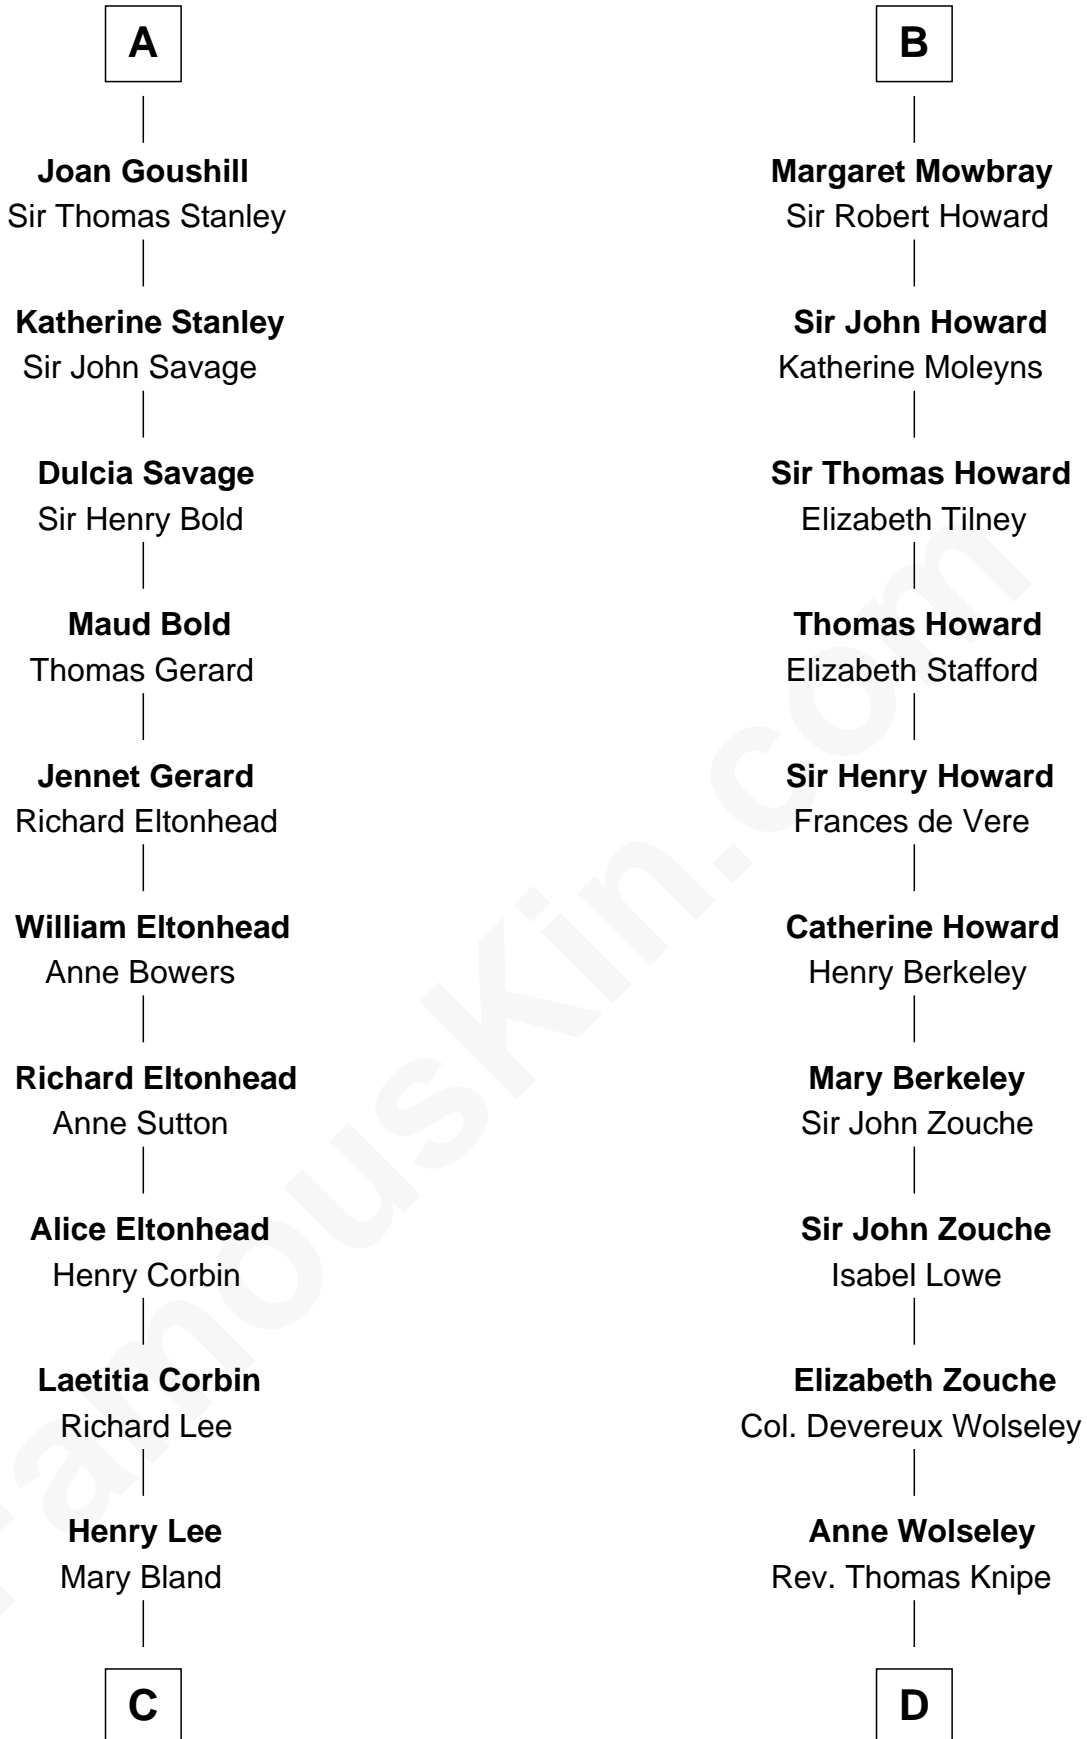 A
Joan Goushill
Sir Thomas Stanley
Katherine Stanley
Sir John Savage
Dulcia Savage
Sir Henry Bold
Maud Bold
Thomas Gerard
Jennet Gerard
Richard Eltonhead
William Eltonhead
Anne Bowers
Richard Eltonhead
Anne Sutton
Alice Eltonhead
Henry Corbin
Laetitia Corbin
Richard Lee
Henry Lee
Mary Bland
C
B
Margaret Mowbray
Sir Robert Howard
Sir John Howard
Katherine Moleyns
Sir Thomas Howard
Elizabeth Tilney
Thomas Howard
Elizabeth Stafford
Sir Henry Howard
Frances de Vere
Catherine Howard
Henry Berkeley
Mary Berkeley
Sir John Zouche
Sir John Zouche
Isabel Lowe
Elizabeth Zouche
Col. Devereux Wolseley
Anne Wolseley
Rev. Thomas Knipe
D
FamousKin.com